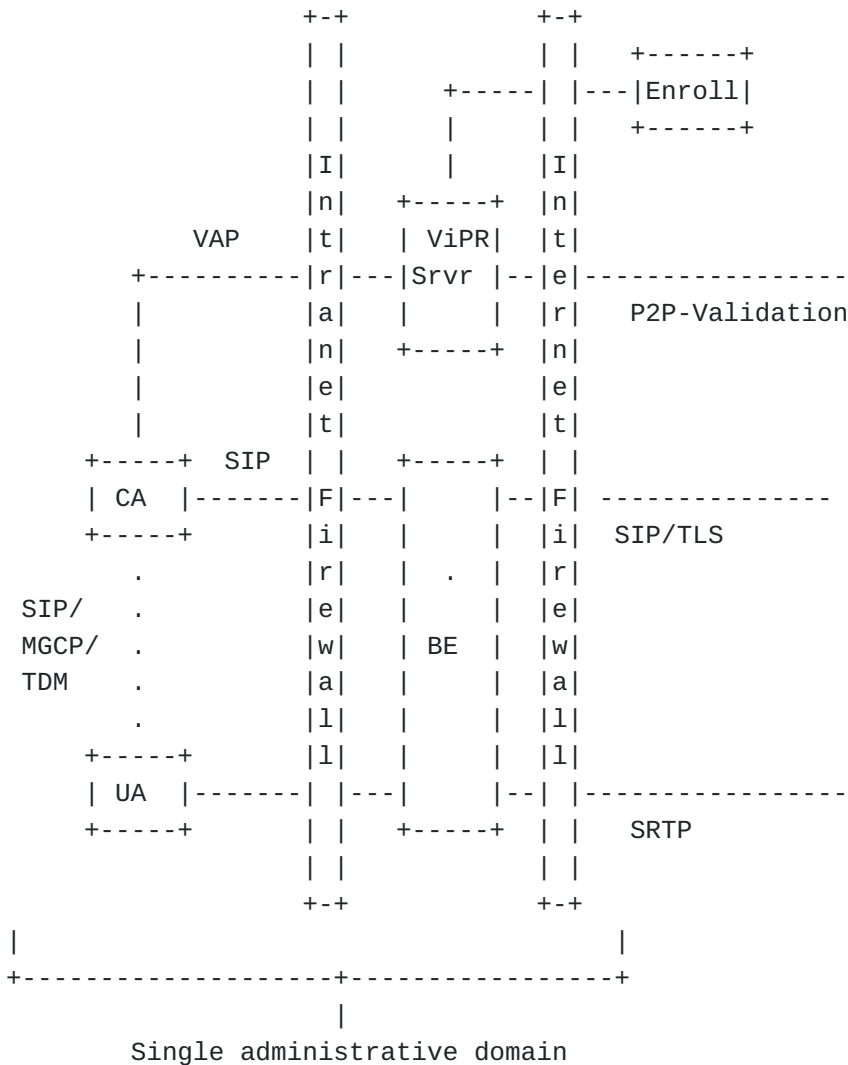 +-+             +-+
| |             | |   +------+
| |      +-----| |---|Enroll|
| |      |     | |   +------+
|I|      |     |I|
|n|   +-----+  |n|
VAP    |t|   | ViPR|  |t|
+----------|r|---|Srvr |--|e|-----------------
|          |a|   |     |  |r|   P2P-Validation
|          |n|   +-----+  |n|
|          |e|            |e|
|          |t|            |t|
+-----+  SIP  | |   +-----+  | |
| CA  |-------|F|---|     |--|F| ---------------
+-----+       |i|   |     |  |i|  SIP/TLS
.          |r|   |  .  |  |r|
SIP/   .          |e|   |     |  |e|
MGCP/  .          |w|   | BE  |  |w|
TDM    .          |a|   |     |  |a|
.          |l|   |     |  |l|
+-----+       |l|   |     |  |l|
| UA  |-------| |---|     |--| |-----------------
+-----+       | |   +-----+  | |   SRTP
| |            | |
+-+            +-+
|                                      |
+--------------------+-----------------+
|
Single administrative domain